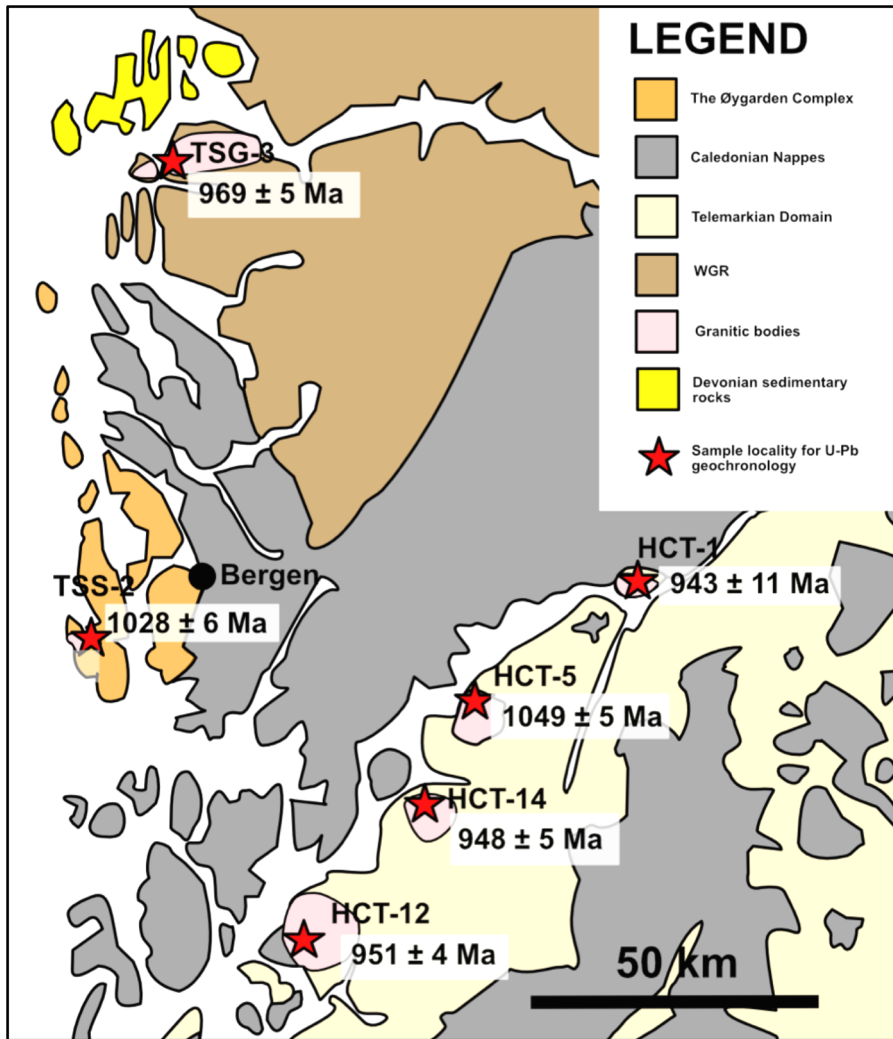 LEGEND
The Øygarden Complex
Caledonian Nappes
Telemarkian Domain
WGR
Granitic bodies
Devonian sedimentary
rocks
Sample locality for U-Pb
geochronology
TSG-3
969 ± 5 Ma
Bergen
TSS-2
1028 ± 6 Ma
HCT-1
943 ± 11 Ma
HCT-5
1049 ± 5 Ma
HCT-14
948 ± 5 Ma
HCT-12
951 ± 4 Ma
50 km